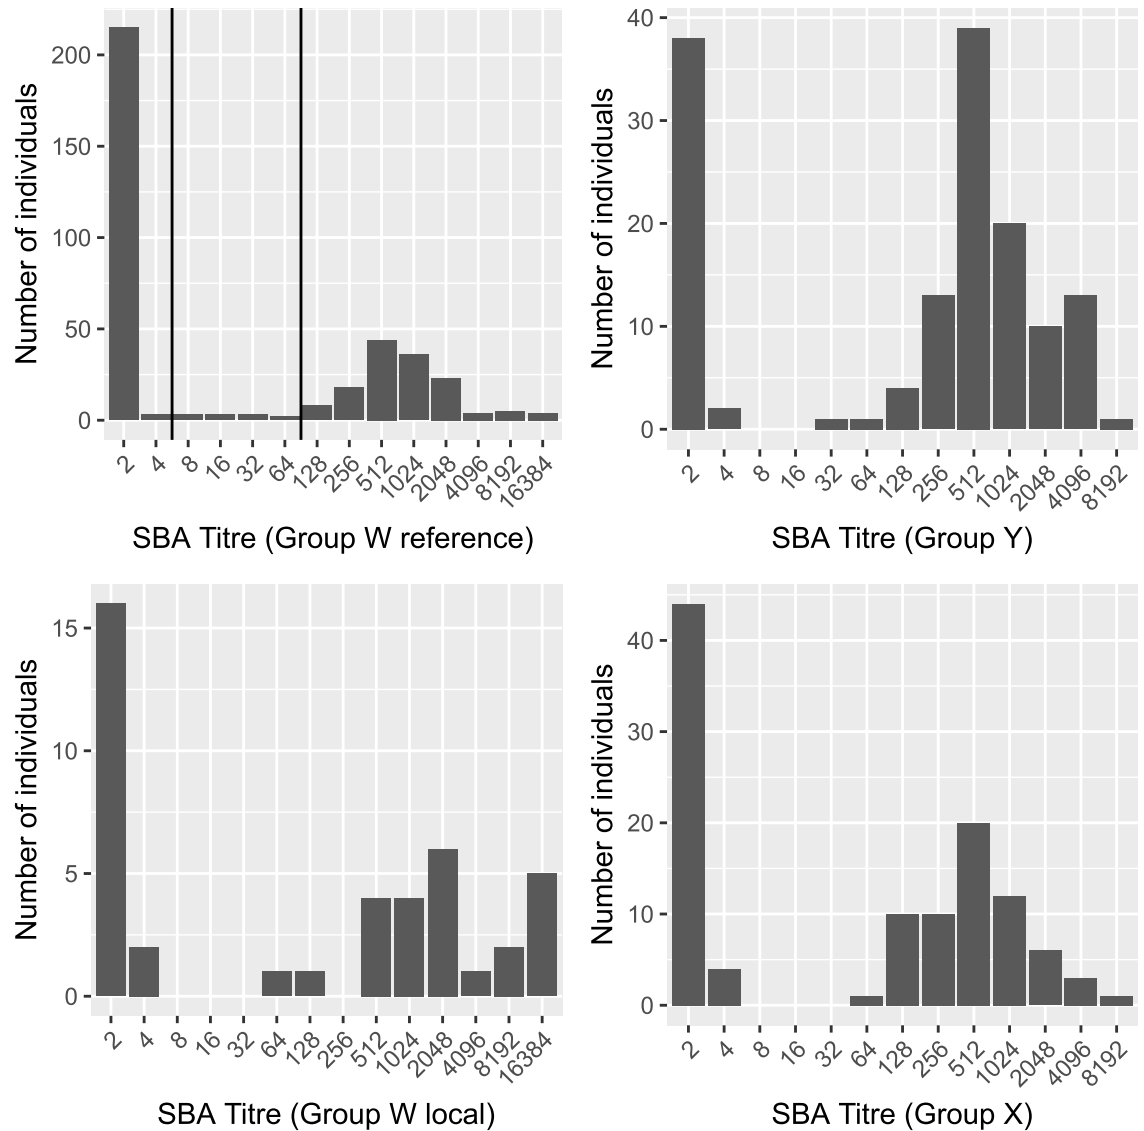 Number of individuals
200
150
100
50
0
2 4 8 16 32 64 128 256 512 1024 2048 4096 8192 16384
SBA Titre (Group W reference)
Number of individuals
40
30
20
10
0
2 4 8 16 32 64 128 256 512 1024 2048 4096 8192
SBA Titre (Group Y)
Number of individuals
15
10
5
0
2 4 8 16 32 64 128 256 512 1024 2048 4096 8192 16384
SBA Titre (Group W local)
Number of individuals
40
30
20
10
0
2 4 8 16 32 64 128 256 512 1024 2048 4096 8192
SBA Titre (Group X)